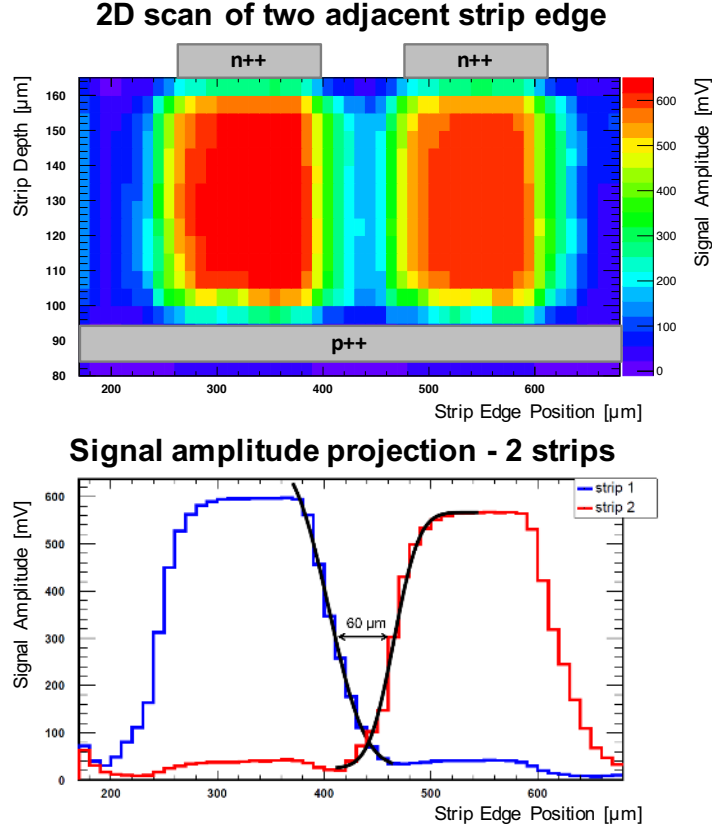 2D scan of two adjacent strip edge
n++ n++
Strip Depth [µm]
160
150
140
130
120
110
100
90
80
p++
200 300 400 500 600
Strip Edge Position [µm]
600
500
400
300
200
100
0
Signal Amplitude [mV]
Signal amplitude projection - 2 strips
Signal Amplitude [mV]
600
500
400
300
200
100
0
strip 1
strip 2
60 µm
200 300 400 500 600
Strip Edge Position [µm]